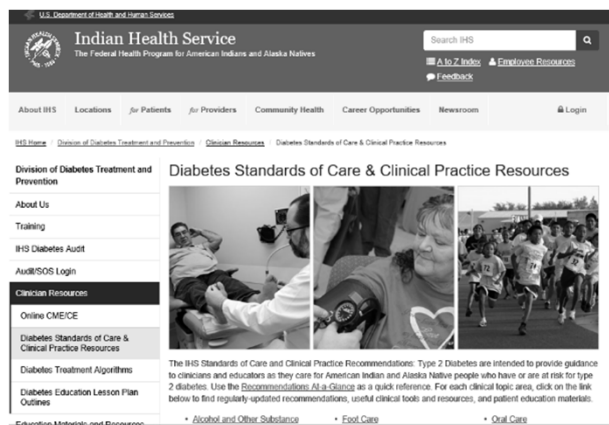 U.S. Department of Health and Human Services
Indian Health Service
The Federal Health Program for American Indians and Alaska Natives
Search IHS
A to Z Index Employee Resources
Feedback
About IHS Locations for Patients for Providers Community Health Career Opportunities Newsroom Login
IHS Home / Division of Diabetes Treatment and Prevention / Clinician Resources / Diabetes Standards of Care & Clinical Practice Resources
Division of Diabetes Treatment and
Prevention
About Us
Training
IHS Diabetes Audit
Audit/SOS Login
Clinician Resources
Online CME/CE
Diabetes Standards of Care &
Clinical Practice Resources
Diabetes Treatment Algorithms
Diabetes Education Lesson Plan
Outlines
Education Materials and Resources
Diabetes Standards of Care & Clinical Practice Resources
The IHS Standards of Care and Clinical Practice Recommendations: Type 2 Diabetes are intended to provide guidance
to clinicians and educators as they care for American Indian and Alaska Native people who have or are at risk for type
2 diabetes. Use the Recommendations At-a-Glance as a quick reference. For each clinical topic area, click on the link
below to find regularly-updated recommendations, useful clinical tools and resources, and patient education materials.
• Alcohol and Other Substance • Foot Care • Oral Care